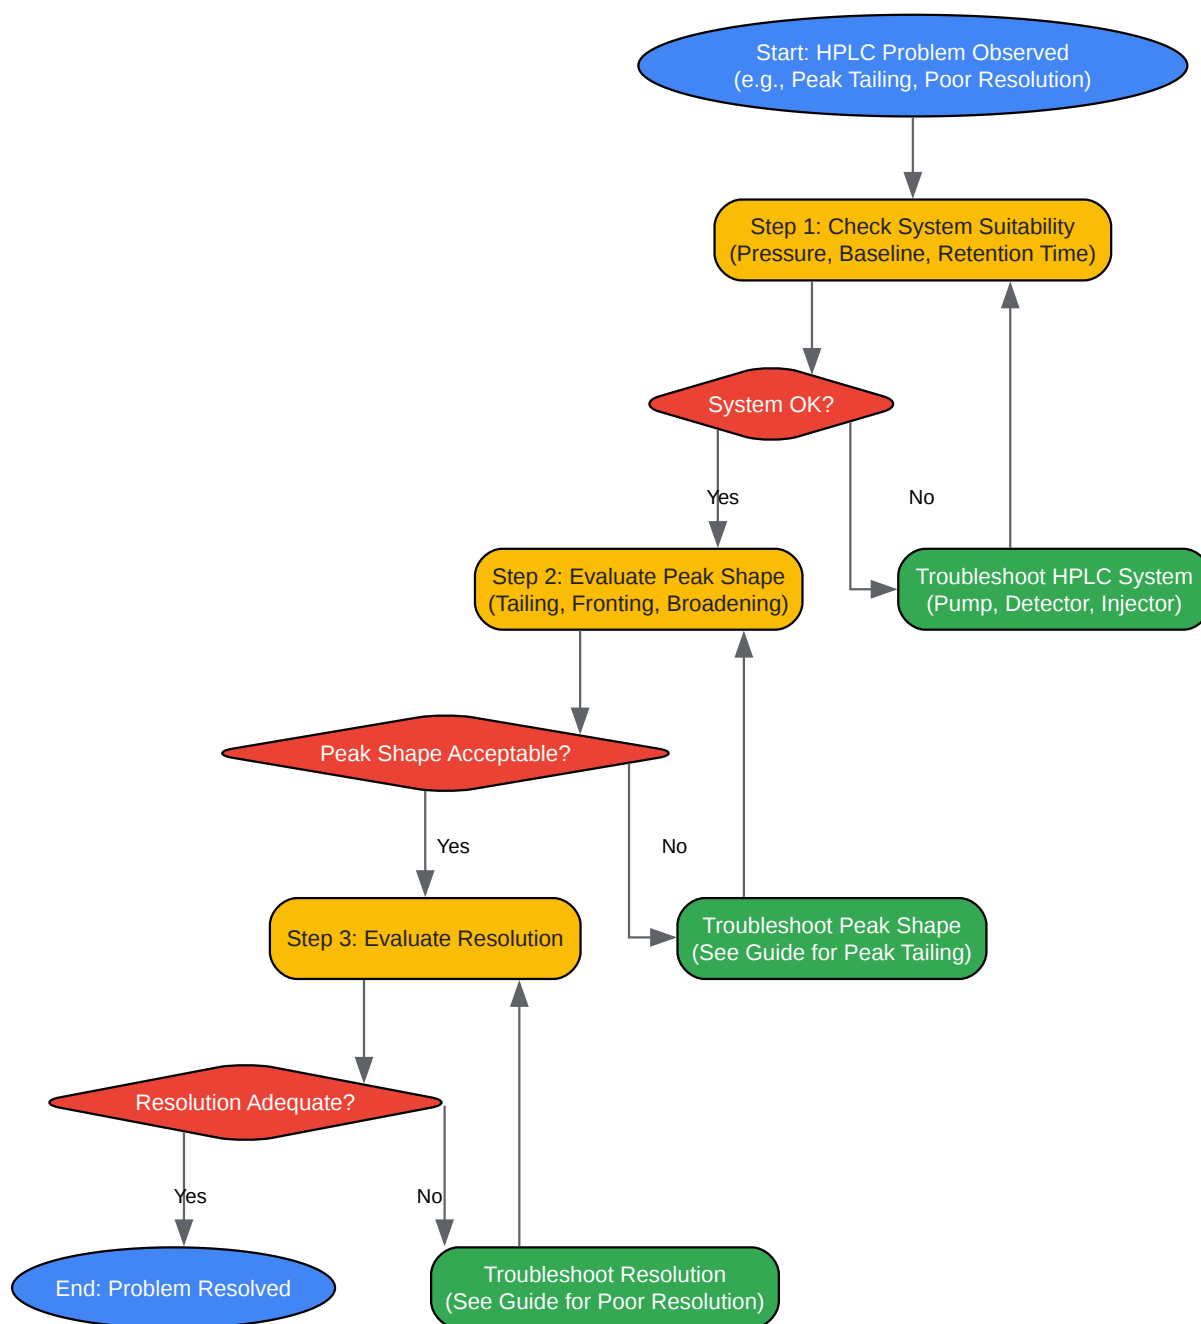 Start: HPLC Problem Observed
(e.g., Peak Tailing, Poor Resolution)
Step 1: Check System Suitability
(Pressure, Baseline, Retention Time)
System OK?
Yes
No
Step 2: Evaluate Peak Shape
(Tailing, Fronting, Broadening)
Troubleshoot HPLC System
(Pump, Detector, Injector)
Peak Shape Acceptable?
Yes
No
Step 3: Evaluate Resolution
Troubleshoot Peak Shape
(See Guide for Peak Tailing)
Resolution Adequate?
Yes
No
End: Problem Resolved
Troubleshoot Resolution
(See Guide for Poor Resolution)